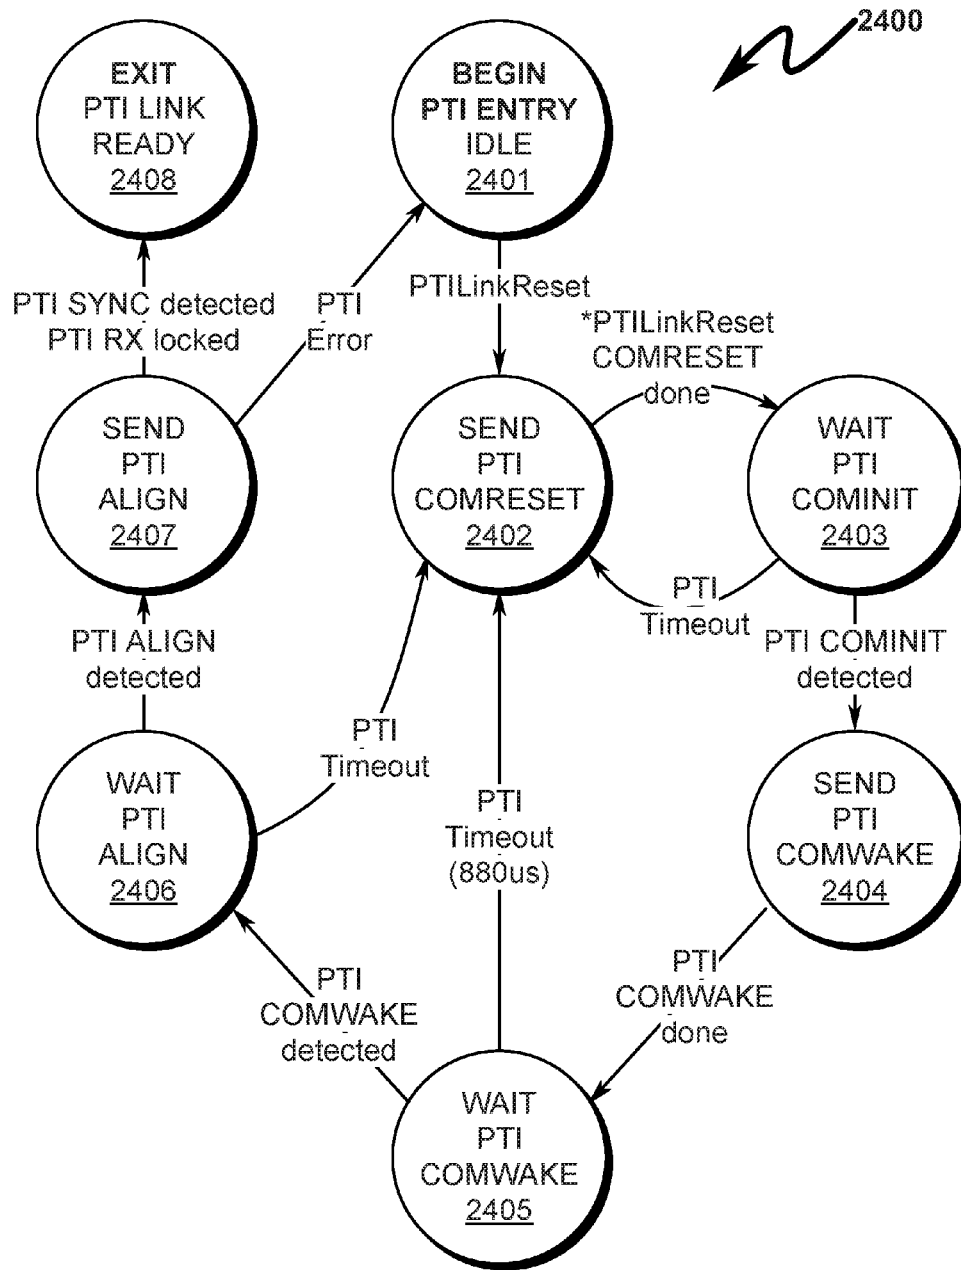 2400
EXIT
PTI LINK
READY
2408
BEGIN
PTI ENTRY
IDLE
2401
PTI SYNC detected
PTI RX locked
PTI
Error
PTILinkReset
*PTILinkReset
COMRESET
done
SEND
PTI
ALIGN
2407
SEND
PTI
COMRESET
2402
WAIT
PTI
COMINIT
2403
PTI
Timeout
PTI ALIGN
detected
PTI COMINIT
detected
PTI
Timeout
WAIT
PTI
ALIGN
2406
PTI
Timeout
(880us)
SEND
PTI
COMWAKE
2404
PTI
COMWAKE
detected
PTI
COMWAKE
done
WAIT
PTI
COMWAKE
2405